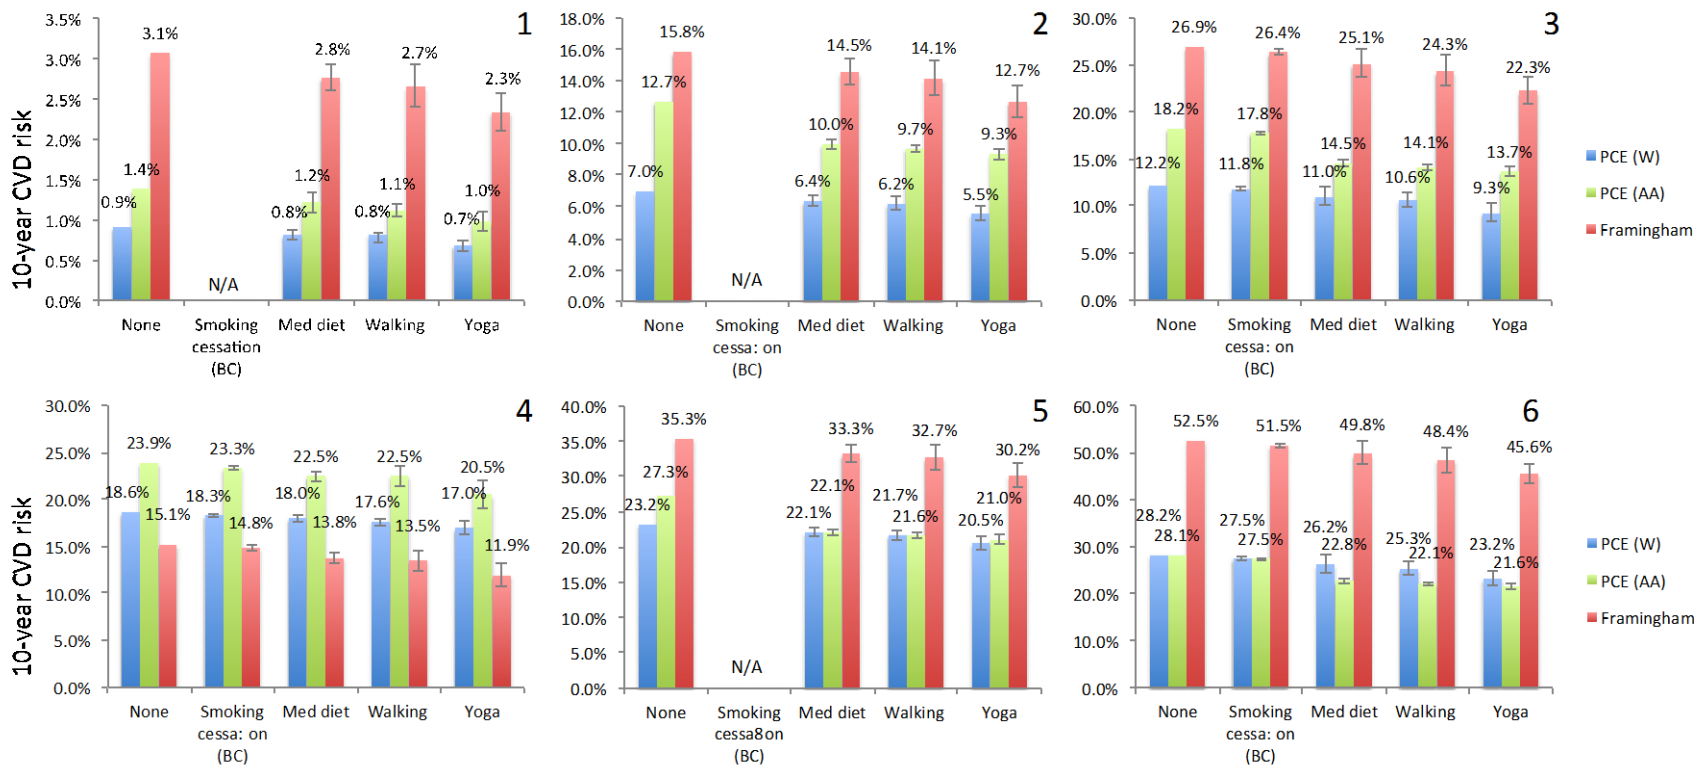 1
3.5%
3.0%
2.5%
2.0%
1.5%
1.0%
0.5%
0.0%
10-year CVD risk
0.9%
1.4%
3.1%
N/A
0.8%
1.2%
2.8%
0.8%
1.1%
2.7%
0.7%
1.0%
2.3%
None
Smoking
cessation
(BC)
Med diet
Walking
Yoga
2
18.0%
16.0%
14.0%
12.0%
10.0%
8.0%
6.0%
4.0%
2.0%
0.0%
7.0%
12.7%
15.8%
N/A
6.4%
10.0%
14.5%
6.2%
9.7%
14.1%
5.5%
9.3%
12.7%
None
Smoking
cessa: on
(BC)
Med diet
Walking
Yoga
3
30.0%
25.0%
20.0%
15.0%
10.0%
5.0%
0.0%
12.2%
18.2%
26.9%
11.8%
17.8%
26.4%
11.0%
14.5%
25.1%
10.6%
14.1%
24.3%
9.3%
13.7%
22.3%
None
Smoking
cessa: on
(BC)
Med diet
Walking
Yoga
PCE (W)
PCE (AA)
Framingham
4
30.0%
25.0%
20.0%
15.0%
10.0%
5.0%
0.0%
10-year CVD risk
18.6%
23.9%
15.1%
18.3%
23.3%
14.8%
18.0%
22.5%
13.8%
17.6%
22.5%
13.5%
17.0%
20.5%
11.9%
None
Smoking
cessa: on
(BC)
Med diet
Walking
Yoga
5
40.0%
35.0%
30.0%
25.0%
20.0%
15.0%
10.0%
5.0%
0.0%
23.2%
27.3%
35.3%
N/A
22.1%
22.1%
33.3%
21.7%
21.6%
32.7%
20.5%
21.0%
30.2%
None
Smoking
cessa8on
(BC)
Med diet
Walking
Yoga
6
60.0%
50.0%
40.0%
30.0%
20.0%
10.0%
0.0%
28.2%
28.1%
52.5%
27.5%
27.5%
51.5%
26.2%
22.8%
49.8%
25.3%
22.1%
48.4%
23.2%
21.6%
45.6%
None
Smoking
cessa: on
(BC)
Med diet
Walking
Yoga
PCE (W)
PCE (AA)
Framingham